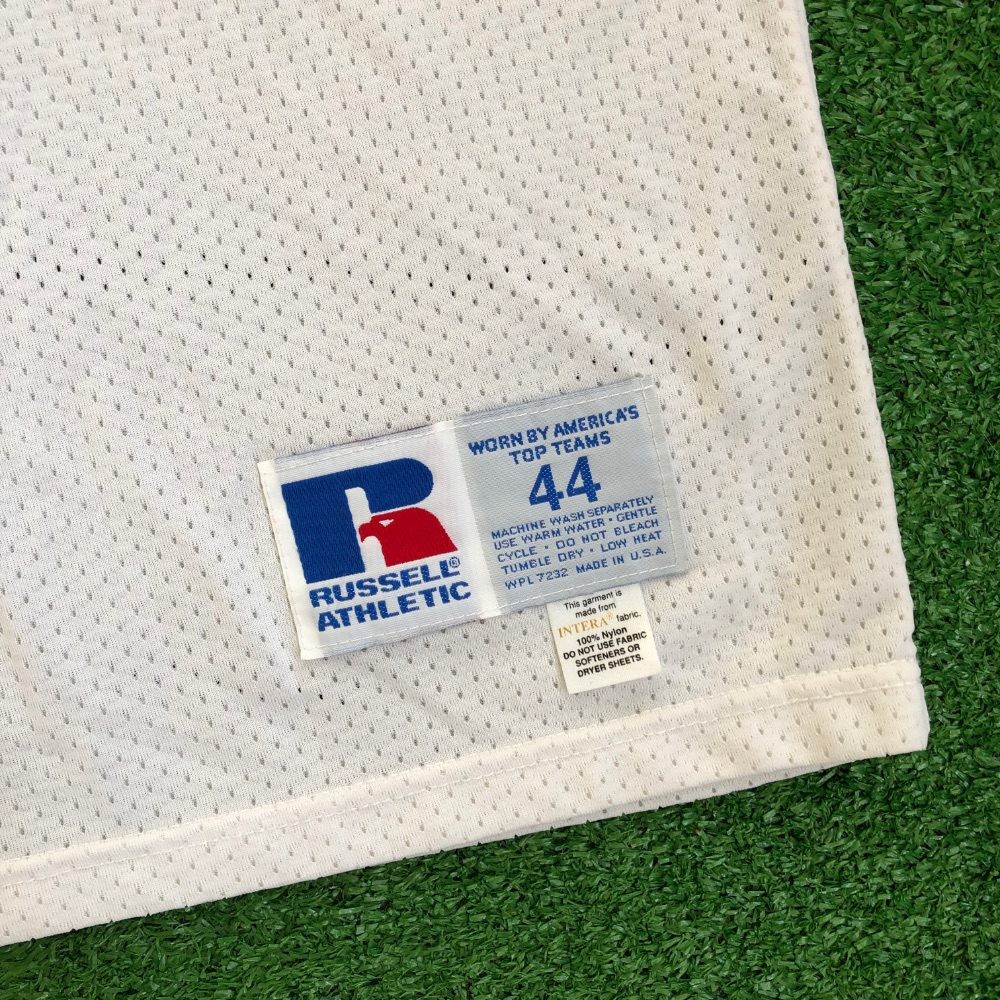 RUSSELL®
ATHLETIC
WORN BY AMERICA'S
TOP TEAMS
44
MACHINE WASH SEPARATELY
USE WARM WATER • GENTLE
CYCLE • DO NOT BLEACH
TUMBLE DRY • LOW HEAT
WPL 7232 MADE IN U.S.A.
This garment is
made from
INTERA® fabric.
100% Nylon
DO NOT USE FABRIC
SOFTENERS OR
DRYER SHEETS.